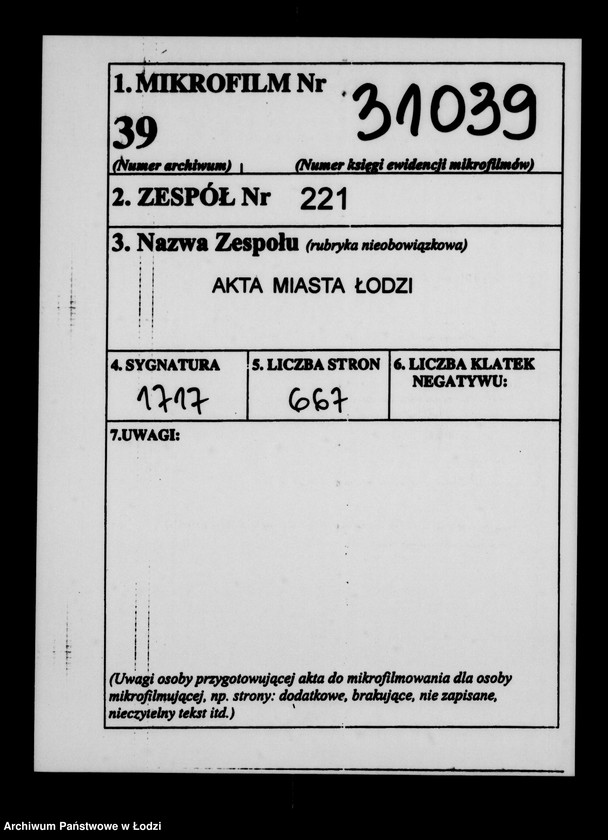 1. MIKROFILM Nr 31039
39
(Numer archiwum) (Numer księgi ewidencji mikrofilmów)
2. ZESPÓŁ Nr 221
3. Nazwa Zespołu (rubryka nieobowiązkowa)
AKTA MIASTA ŁODZI
4. SYGNATURA 5. LICZBA STRON 6. LICZBA KLATEK
NEGATYWU:
1717 667
7.UWAGI:
(Uwagi osoby przygotowującej akta do mikrofilmowania dla osoby
mikrofilmującej, np. strony: dodatkowe, brakujące, nie zapisane,
nieczytelny tekst itd.)
Archiwum Państwowe w Łodzi